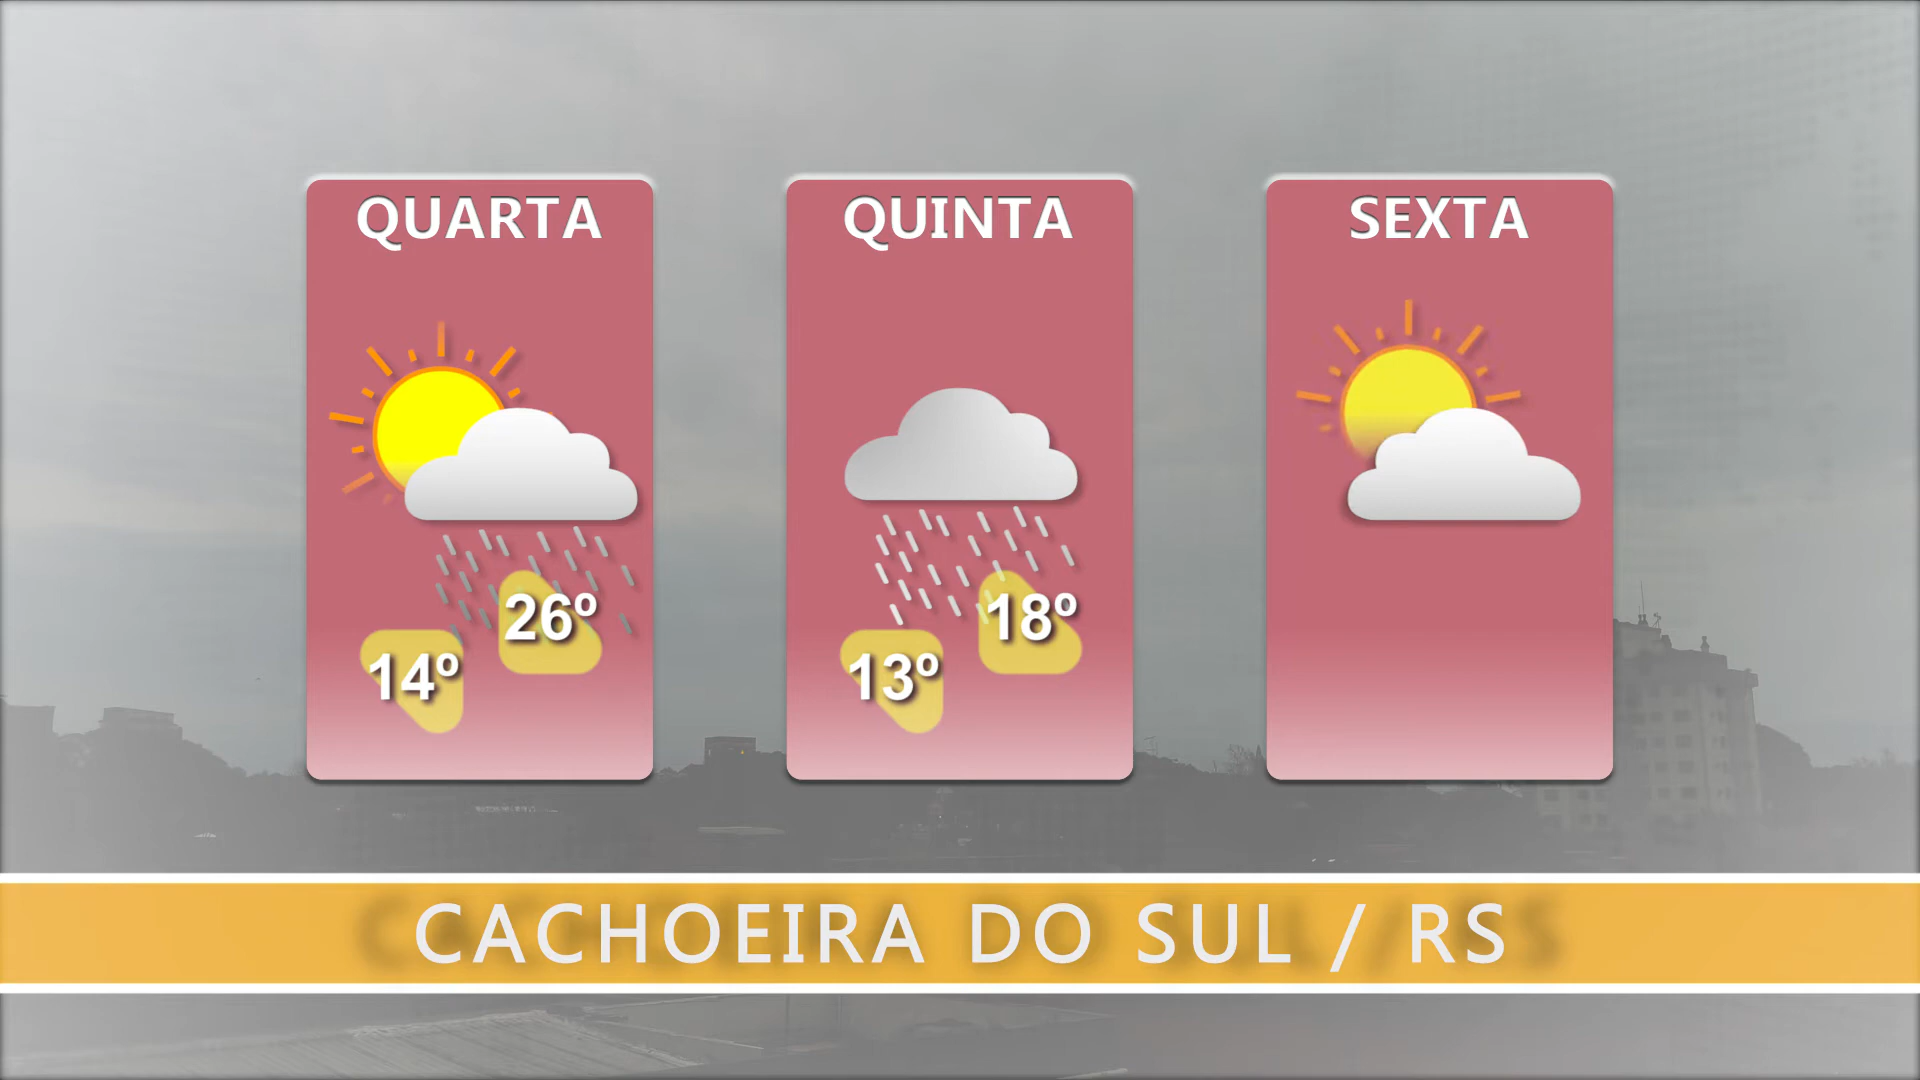 QUARTA
26º
14º
QUINTA
18º
13º
SEXTA
CACHOEIRA DO SUL / RS